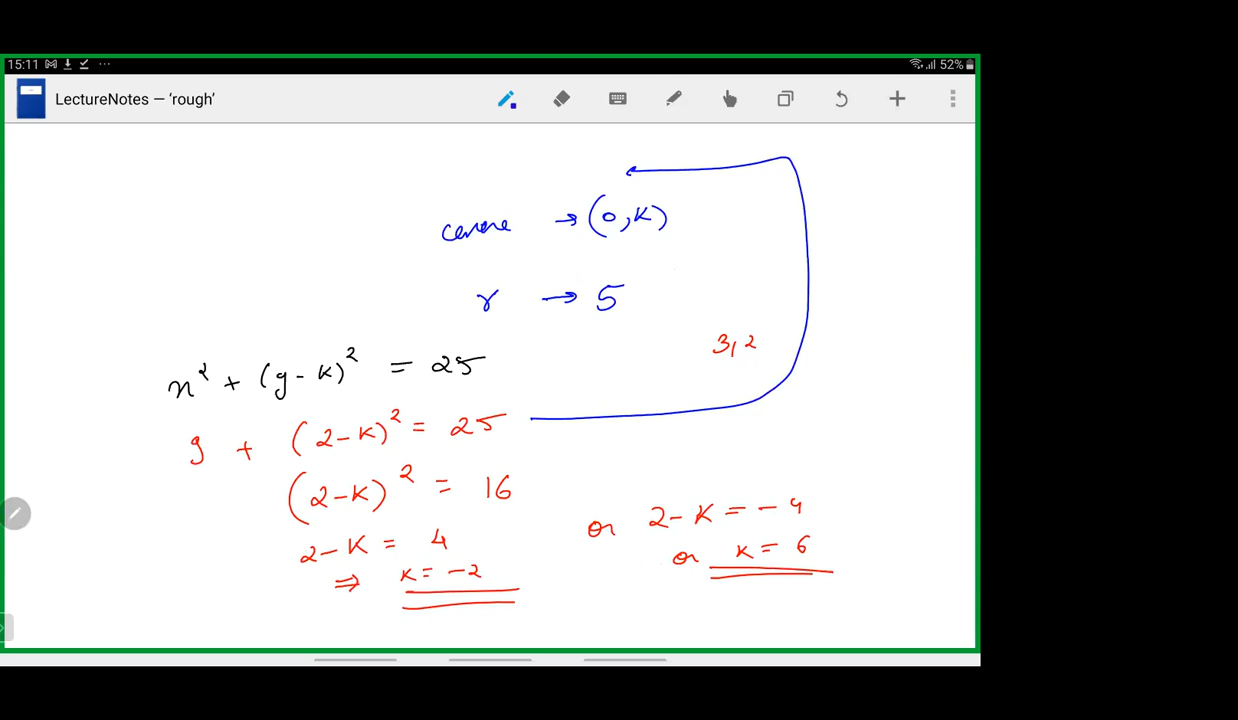 15:11 52%
LectureNotes — ‘rough’
centre → (0, K)
r → 5
3, 2
x² + (y - K)² = 25
9 + (2 - K)² = 25
(2 - K)² = 16
2 - K = 4 or 2 - K = - 4
⇒ K = -2 or K = 6